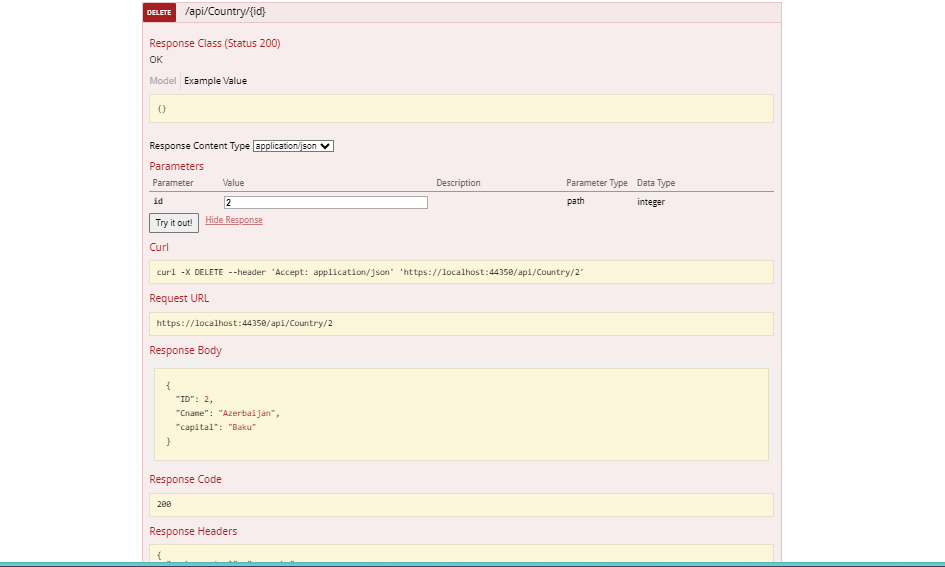 DELETE /api/Country/{id}
Response Class (Status 200)
OK
Model Example Value
{}
Response Content Type application/json
Parameters
Parameter Value Description Parameter Type Data Type
id 2 path integer
Try it out! Hide Response
Curl
curl -X DELETE --header 'Accept: application/json' 'https://localhost:44350/api/Country/2'
Request URL
https://localhost:44350/api/Country/2
Response Body
{
"ID": 2,
"Cname": "Azerbaijan",
"capital": "Baku"
}
Response Code
200
Response Headers
{